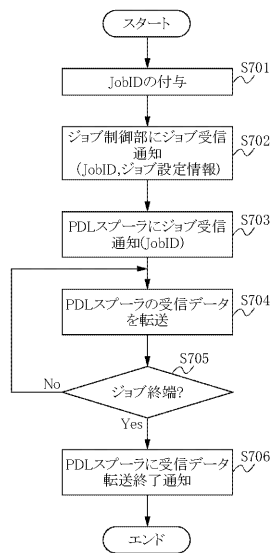 スタート
S701
JobIDの付与
S702
ジョブ制御部にジョブ受信
通知
(JobID,ジョブ設定情報)
S703
PDLスプーラにジョブ受信
通知(JobID)
S704
PDLスプーラの受信データ
を転送
S705
ジョブ終端?
No
Yes
S706
PDLスプーラに受信データ
転送終了通知
エンド